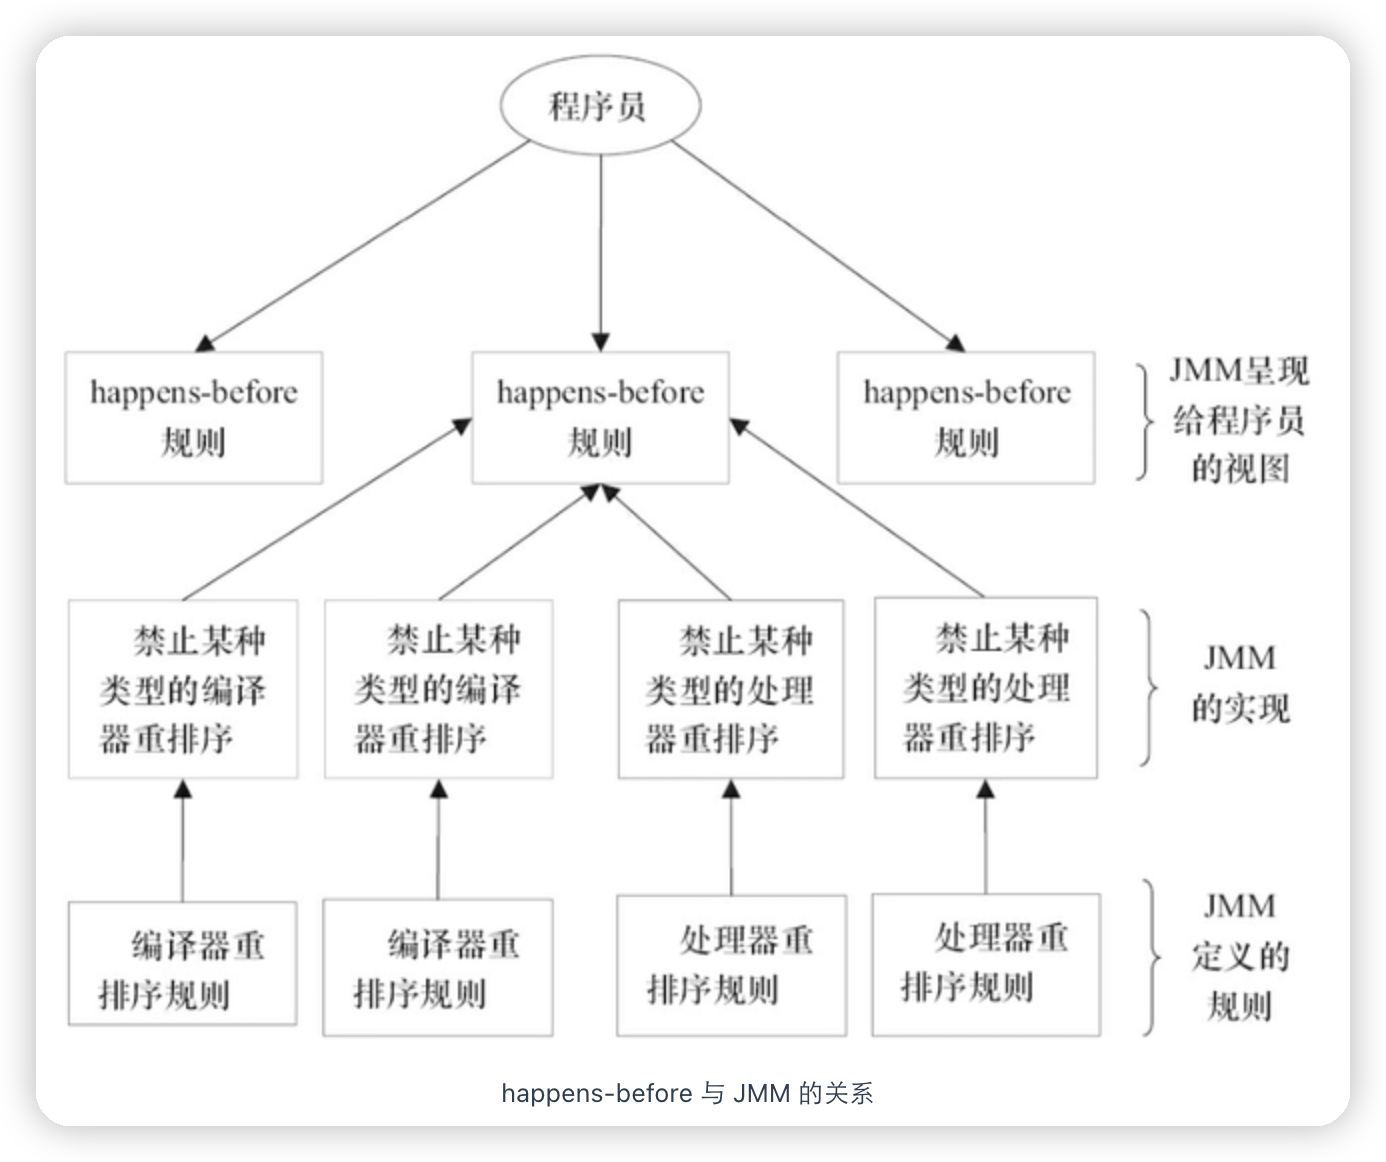 程序员
happens-before
规则
happens-before
规则
happens-before
规则
JMM呈现
给程序员
的视图
禁止某种
类型的编译
器重排序
禁止某种
类型的编译
器重排序
禁止某种
类型的处理
器重排序
禁止某种
类型的处理
器重排序
JMM
的实现
编译器重
排序规则
编译器重
排序规则
处理器重
排序规则
处理器重
排序规则
JMM
定义的
规则
happens-before 与 JMM 的关系